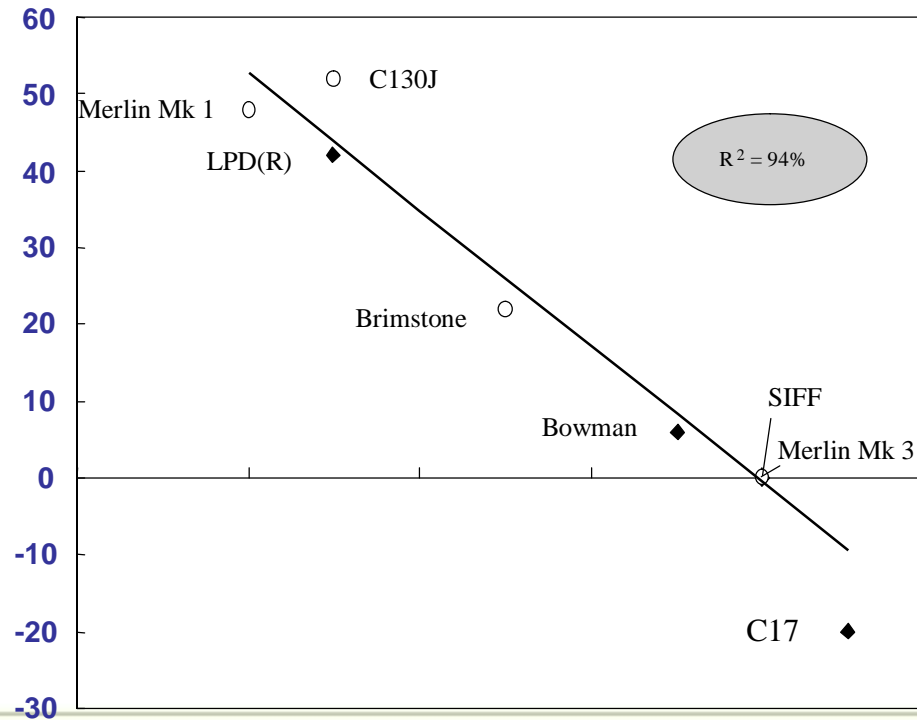 60
50
40
30
20
10
0
-10
-20
-30
C130J
Merlin Mk 1
LPD(R)
R 2 = 94%
Brimstone
SIFF
Bowman
Merlin Mk 3
C17